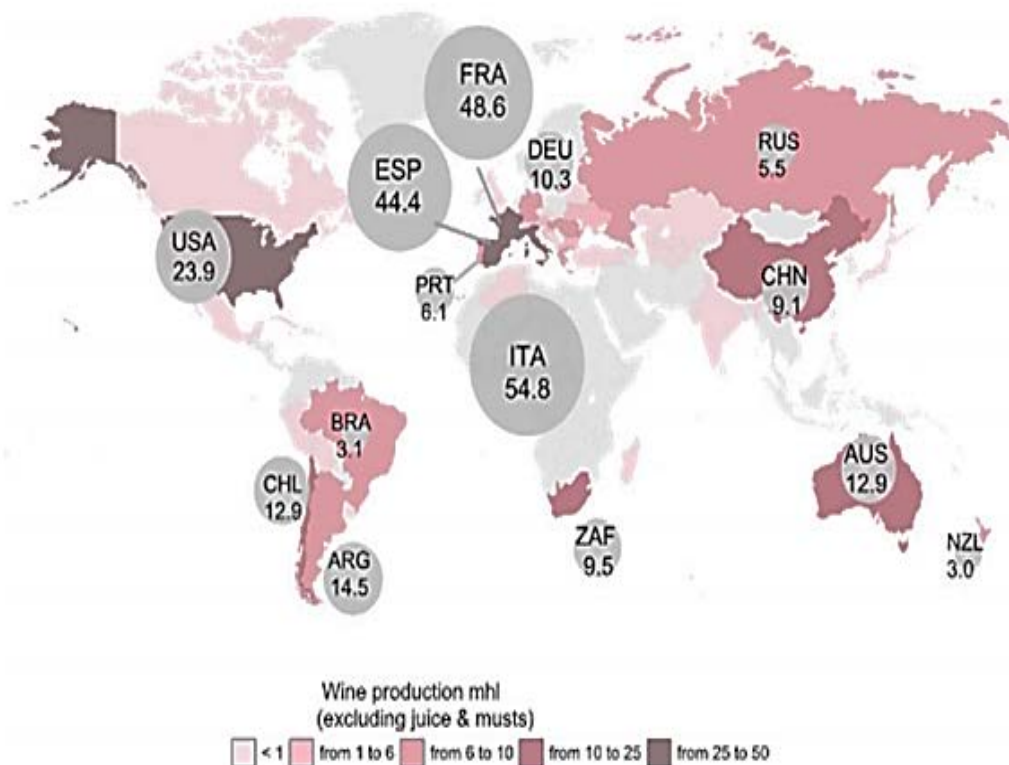 FRA
48.6
DEU
10.3
RUS
5.5
ESP
44.4
USA
23.9
PRT
6.1
CHN
9.1
ITA
54.8
BRA
3.1
AUS
12.9
CHL
12.9
ZAF
9.5
NZL
3.0
ARG
14.5
Wine production mhl
(excluding juice & musts)
< 1 from 1 to 6 from 6 to 10 from 10 to 25 from 25 to 50